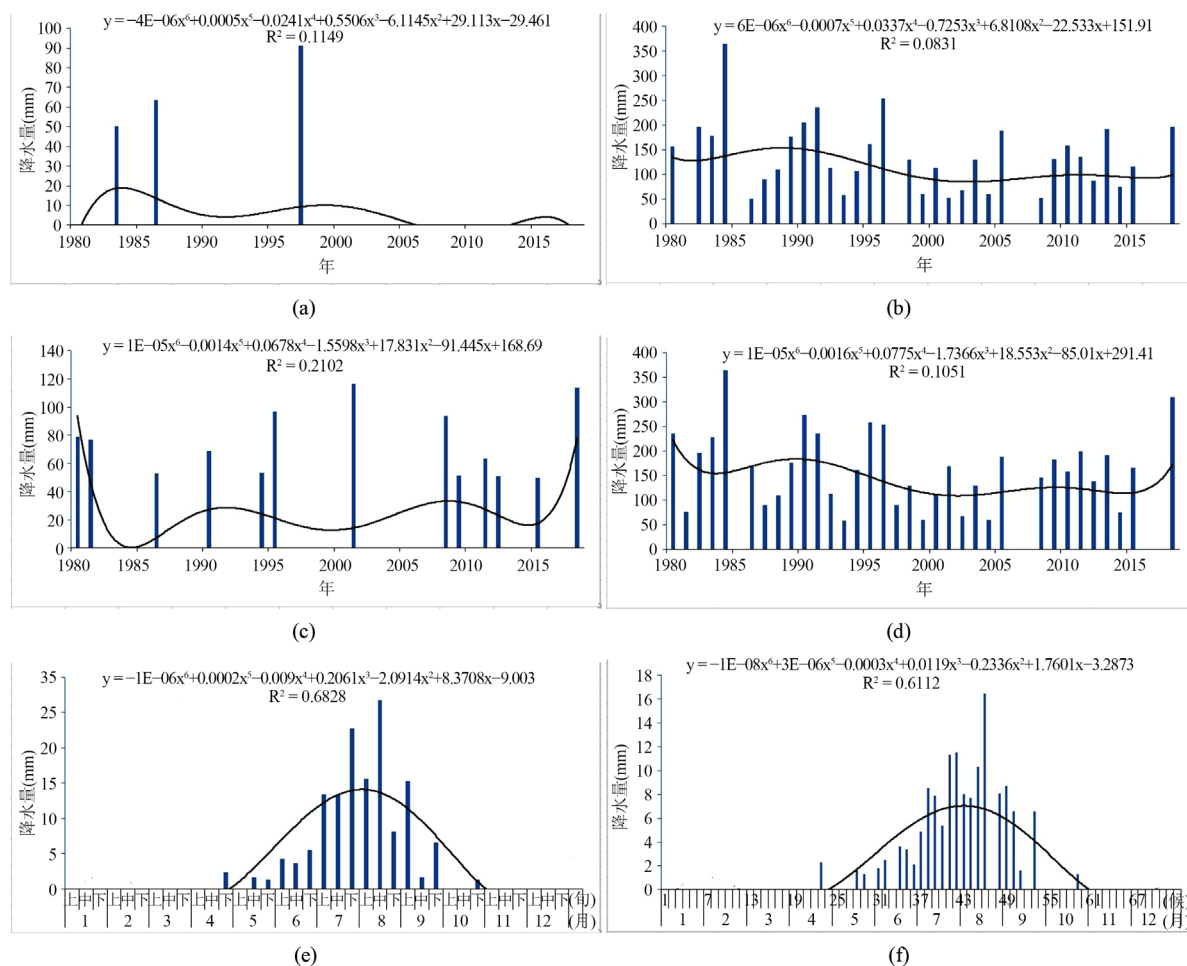 y = −4E−06x⁶+0.0005x⁵−0.0241x⁴+0.5506x³−6.1145x²+29.113x−29.461
R² = 0.1149
100
90
80
70
60
50
40
30
20
10
0
降水量(mm)
1980 1985 1990 1995 2000 2005 2010 2015
年
(a)
y = 6E−06x⁶−0.0007x⁵+0.0337x⁴−0.7253x³+6.8108x²−22.533x+151.91
R² = 0.0831
400
350
300
250
200
150
100
50
0
降水量(mm)
1980 1985 1990 1995 2000 2005 2010 2015
年
(b)
y = 1E−05x⁶−0.0014x⁵+0.0678x⁴−1.5598x³+17.831x²−91.445x+168.69
R² = 0.2102
140
120
100
80
60
40
20
0
降水量(mm)
1980 1985 1990 1995 2000 2005 2010 2015
年
(c)
y = 1E−05x⁶−0.0016x⁵+0.0775x⁴−1.7366x³+18.553x²−85.01x+291.41
R² = 0.1051
400
350
300
250
200
150
100
50
0
降水量(mm)
1980 1985 1990 1995 2000 2005 2010 2015
年
(d)
y = −1E−06x⁶+0.0002x⁵−0.009x⁴+0.2061x³−2.0914x²+8.3708x−9.003
R² = 0.6828
35
30
25
20
15
10
5
0
降水量(mm)
上中下上中下上中下上中下上中下上中下上中下上中下上中下上中下上中下上中下(旬)
1 2 3 4 5 6 7 8 9 10 11 12 (月)
(e)
y = −1E−08x⁶+3E−06x⁵−0.0003x⁴+0.0119x³−0.2336x²+1.7601x−3.2873
R² = 0.6112
18
16
14
12
10
8
6
4
2
0
降水量(mm)
1 7 13 19 25 31 37 43 49 55 61 67 (候)
1 2 3 4 5 6 7 8 9 10 11 12 (月)
(f)